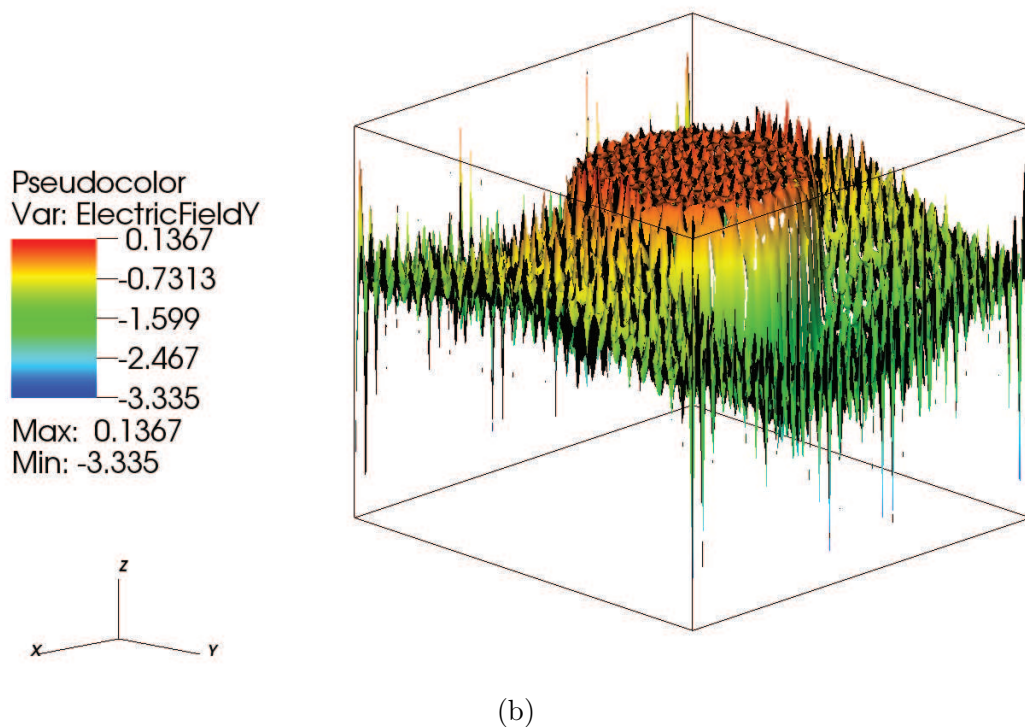 Pseudocolor
Var: ElectricFieldY
0.1367
-0.7313
-1.599
-2.467
-3.335
Max: 0.1367
Min: -3.335
Z
X
Y
(b)